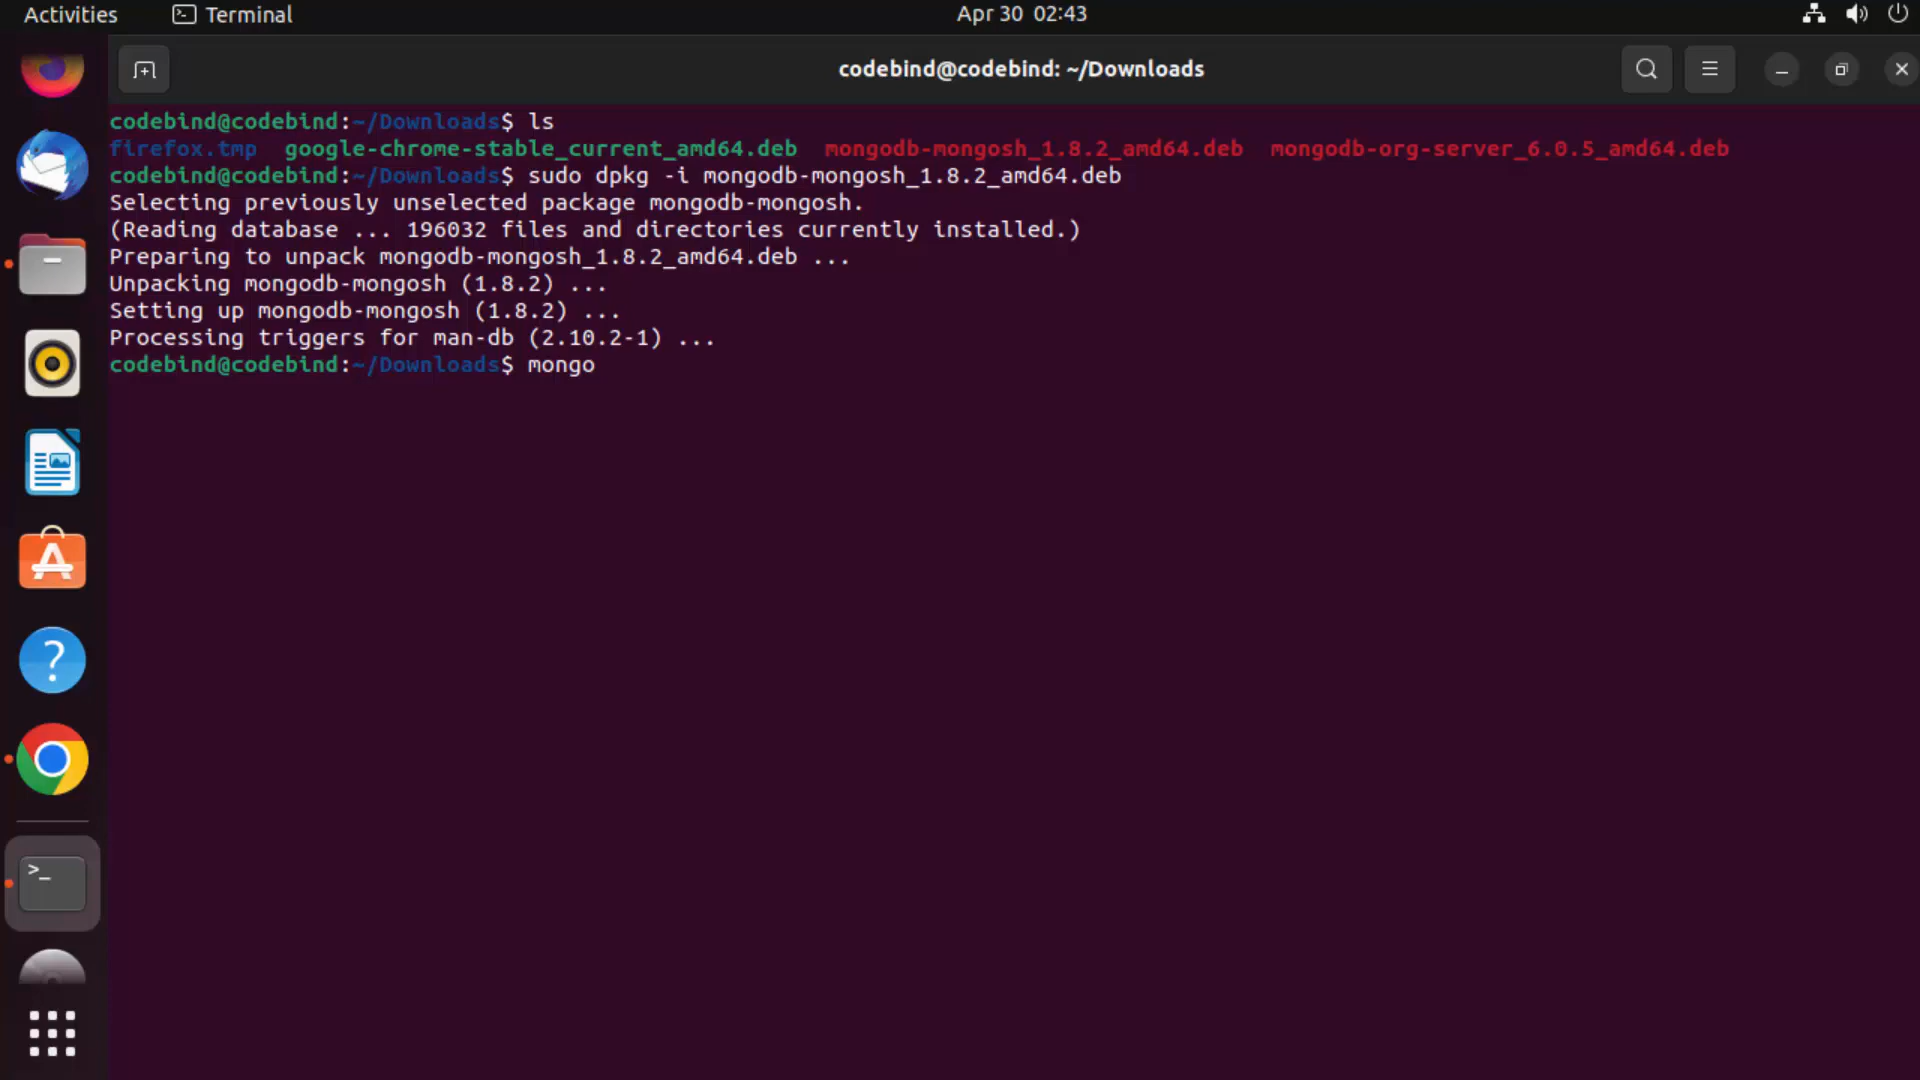 Activities Terminal Apr 30 02:43
codebind@codebind: ~/Downloads
codebind@codebind:~/Downloads$ ls
firefox.tmp google-chrome-stable_current_amd64.deb mongodb-mongosh_1.8.2_amd64.deb mongodb-org-server_6.0.5_amd64.deb
codebind@codebind:~/Downloads$ sudo dpkg -i mongodb-mongosh_1.8.2_amd64.deb
Selecting previously unselected package mongodb-mongosh.
(Reading database ... 196032 files and directories currently installed.)
Preparing to unpack mongodb-mongosh_1.8.2_amd64.deb ...
Unpacking mongodb-mongosh (1.8.2) ...
Setting up mongodb-mongosh (1.8.2) ...
Processing triggers for man-db (2.10.2-1) ...
codebind@codebind:~/Downloads$ mongo